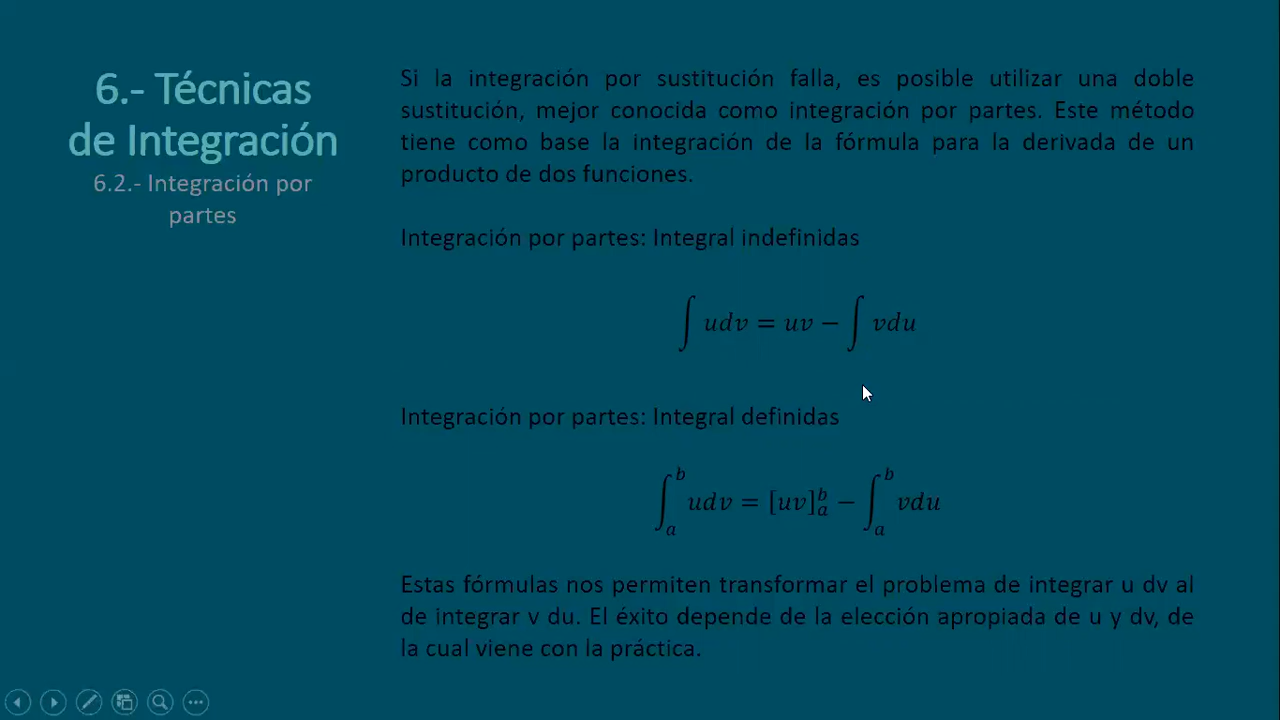 6.- Técnicas
de Integración
6.2.- Integración por
partes
Si la integración por sustitución falla, es posible utilizar una doble
sustitución, mejor conocida como integración por partes. Este método
tiene como base la integración de la fórmula para la derivada de un
producto de dos funciones.
Integración por partes: Integral indefinidas
∫ 𝑢𝑑𝑣 = 𝑢𝑣 − ∫ 𝑣𝑑𝑢
Integración por partes: Integral definidas
∫_a^b 𝑢𝑑𝑣 = [𝑢𝑣]_a^b − ∫_a^b 𝑣𝑑𝑢
Estas fórmulas nos permiten transformar el problema de integrar u dv al
de integrar v du. El éxito depende de la elección apropiada de u y dv, de
la cual viene con la práctica.